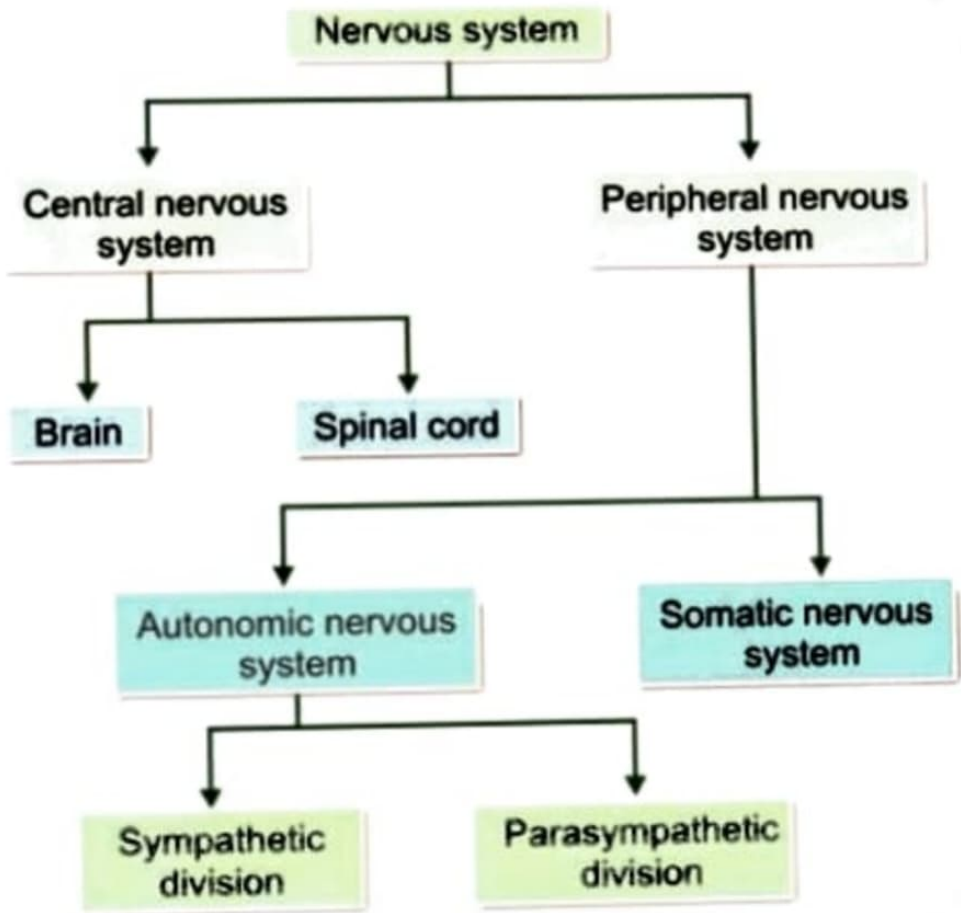 Nervous system
Central nervous
system
Peripheral nervous
system
Brain
Spinal cord
Autonomic nervous
system
Somatic nervous
system
Sympathetic
division
Parasympathetic
division